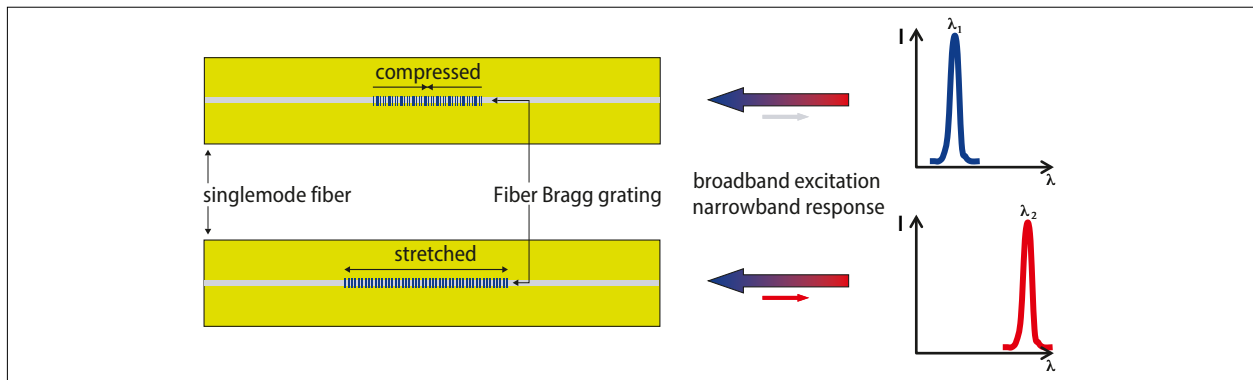 compressed
singlemode fiber
Fiber Bragg grating
stretched
broadband excitation
narrowband response
I
λ1
λ
I
λ2
λ